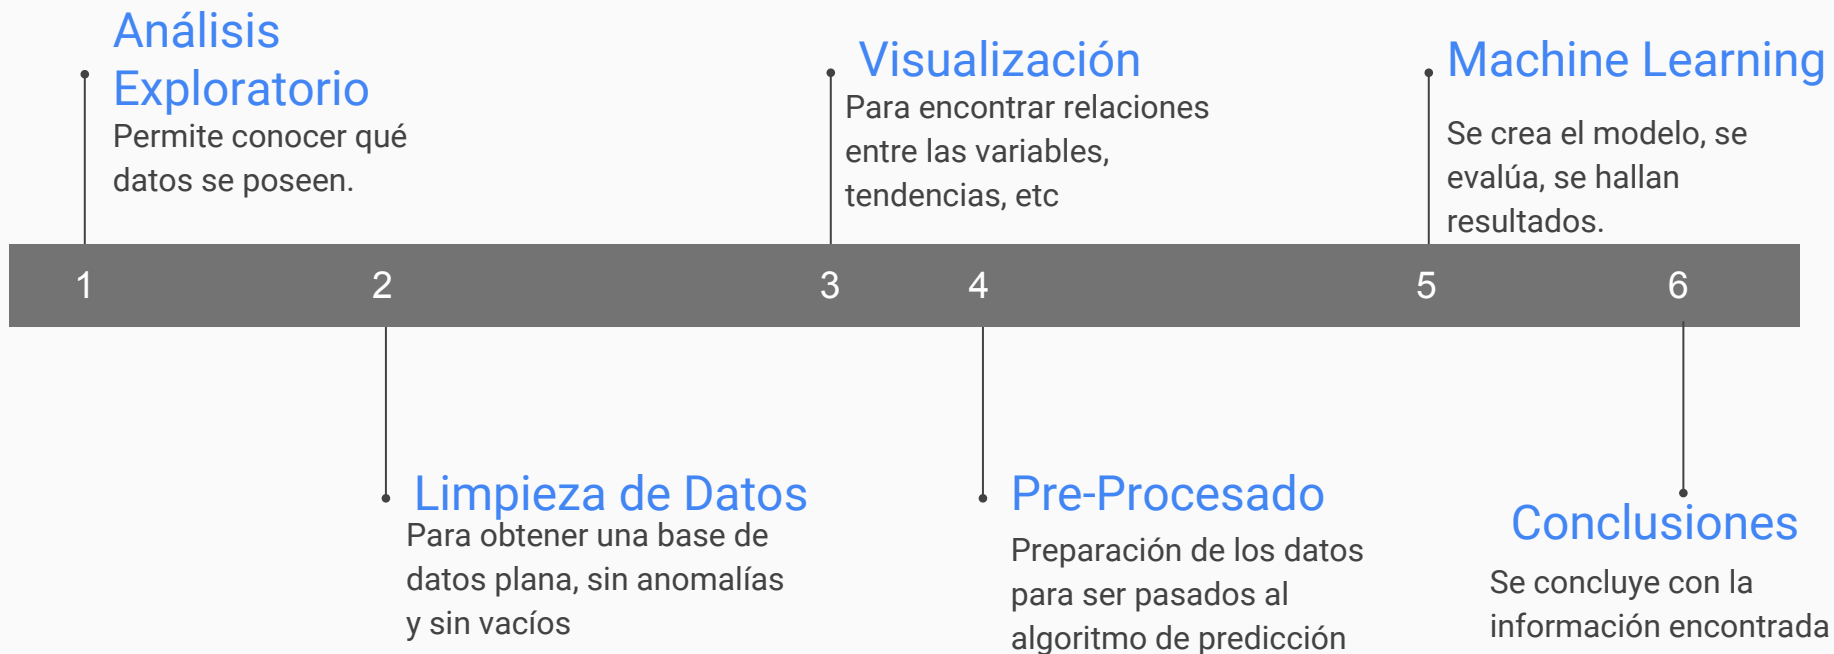 Análisis
Exploratorio
Permite conocer qué
datos se poseen.
Visualización
Para encontrar relaciones
entre las variables,
tendencias, etc
Machine Learning
Se crea el modelo, se
evalúa, se hallan
resultados.
1 2 3 4 5 6
Limpieza de Datos
Para obtener una base de
datos plana, sin anomalías
y sin vacíos
Pre-Procesado
Preparación de los datos
para ser pasados al
algoritmo de predicción
Conclusiones
Se concluye con la
información encontrada